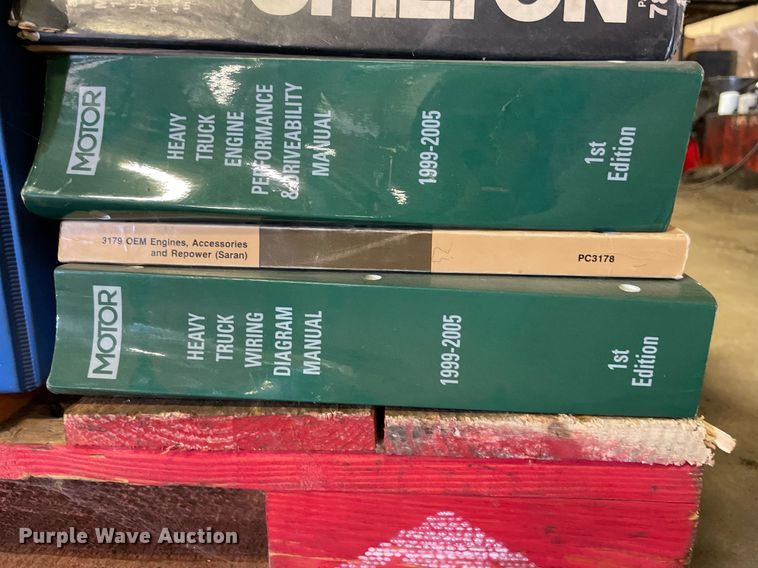 CHILTON
MOTOR
HEAVY
TRUCK
ENGINE
PERFORMANCE
& DRIVEABILITY
MANUAL
1999-2005
1st
Edition
3179 OEM Engines, Accessories
and Repower (Saran)
PC3178
MOTOR
HEAVY
TRUCK
WIRING
DIAGRAM
MANUAL
1999-2005
1st
Edition
Purple Wave Auction